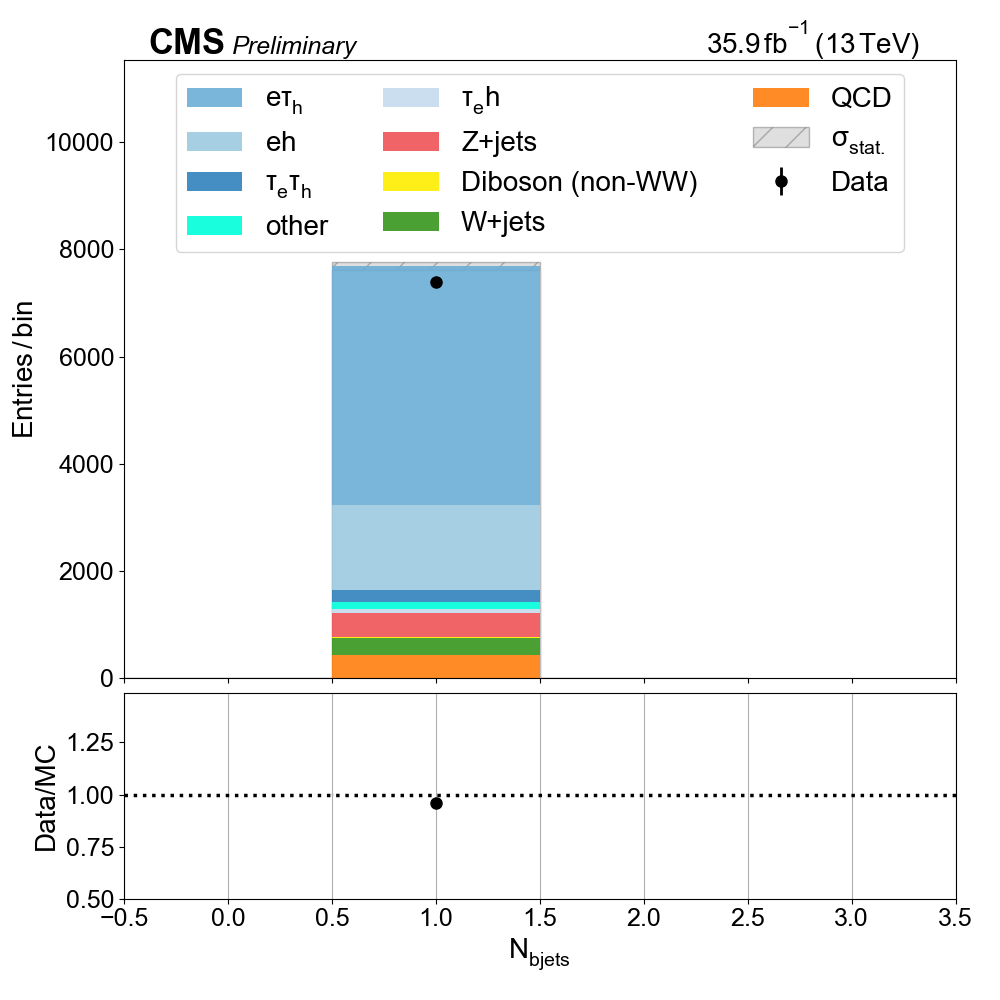 CMS Preliminary 35.9 fb⁻¹ (13 TeV)
eτₕ τₑh QCD
eh Z+jets σstat.
τₑτₕ Diboson (non-WW) Data
other W+jets
Entries / bin
10000
8000
6000
4000
2000
0
Data/MC
1.25
1.00
0.75
0.50
−0.5 0.0 0.5 1.0 1.5 2.0 2.5 3.0 3.5
Nbjets